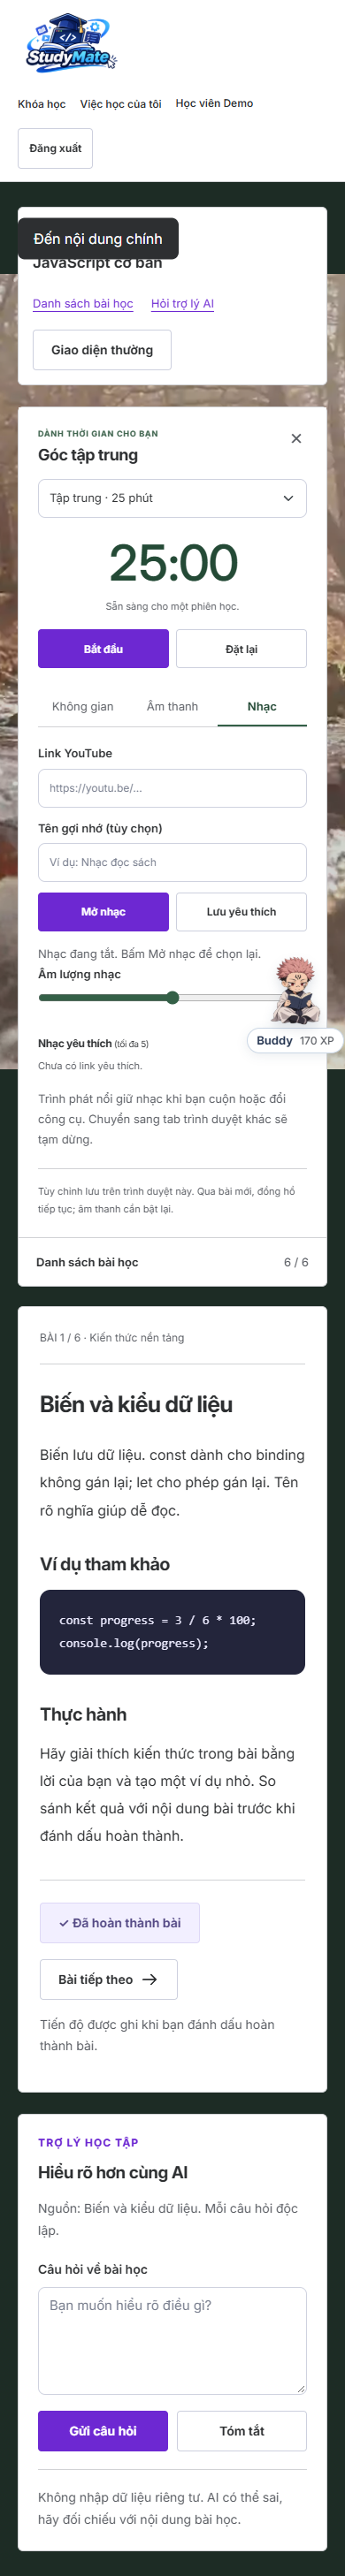 </>
StudyMate
Khóa học Việc học của tôi Học viên Demo
Đăng xuất
Đến nội dung chính
JavaScript cơ bản
Danh sách bài học Hỏi trợ lý AI
Giao diện thường
DÀNH THỜI GIAN CHO BẠN
Góc tập trung
Tập trung · 25 phút
25:00
Sẵn sàng cho một phiên học.
Bắt đầu Đặt lại
Không gian Âm thanh Nhạc
Link YouTube
https://youtu.be/...
Tên gợi nhớ (tùy chọn)
Ví dụ: Nhạc đọc sách
Mở nhạc Lưu yêu thích
Nhạc đang tắt. Bấm Mở nhạc để chọn lại.
Âm lượng nhạc
Buddy 170 XP
Nhạc yêu thích (tối đa 5)
Chưa có link yêu thích.
Trình phát nổi giữ nhạc khi bạn cuộn hoặc đổi
công cụ. Chuyển sang tab trình duyệt khác sẽ
tạm dừng.
Tùy chỉnh lưu trên trình duyệt này. Qua bài mới, đồng hồ
tiếp tục; âm thanh cần bật lại.
Danh sách bài học 6 / 6
BÀI 1 / 6 · Kiến thức nền tảng
Biến và kiểu dữ liệu
Biến lưu dữ liệu. const dành cho binding
không gán lại; let cho phép gán lại. Tên
rõ nghĩa giúp dễ đọc.
Ví dụ tham khảo
const progress = 3 / 6 * 100;
console.log(progress);
Thực hành
Hãy giải thích kiến thức trong bài bằng
lời của bạn và tạo một ví dụ nhỏ. So
sánh kết quả với nội dung bài trước khi
đánh dấu hoàn thành.
✓ Đã hoàn thành bài
Bài tiếp theo →
Tiến độ được ghi khi bạn đánh dấu hoàn
thành bài.
TRỢ LÝ HỌC TẬP
Hiểu rõ hơn cùng AI
Nguồn: Biến và kiểu dữ liệu. Mỗi câu hỏi độc
lập.
Câu hỏi về bài học
Bạn muốn hiểu rõ điều gì?
Gửi câu hỏi Tóm tắt
Không nhập dữ liệu riêng tư. AI có thể sai,
hãy đối chiếu với nội dung bài học.